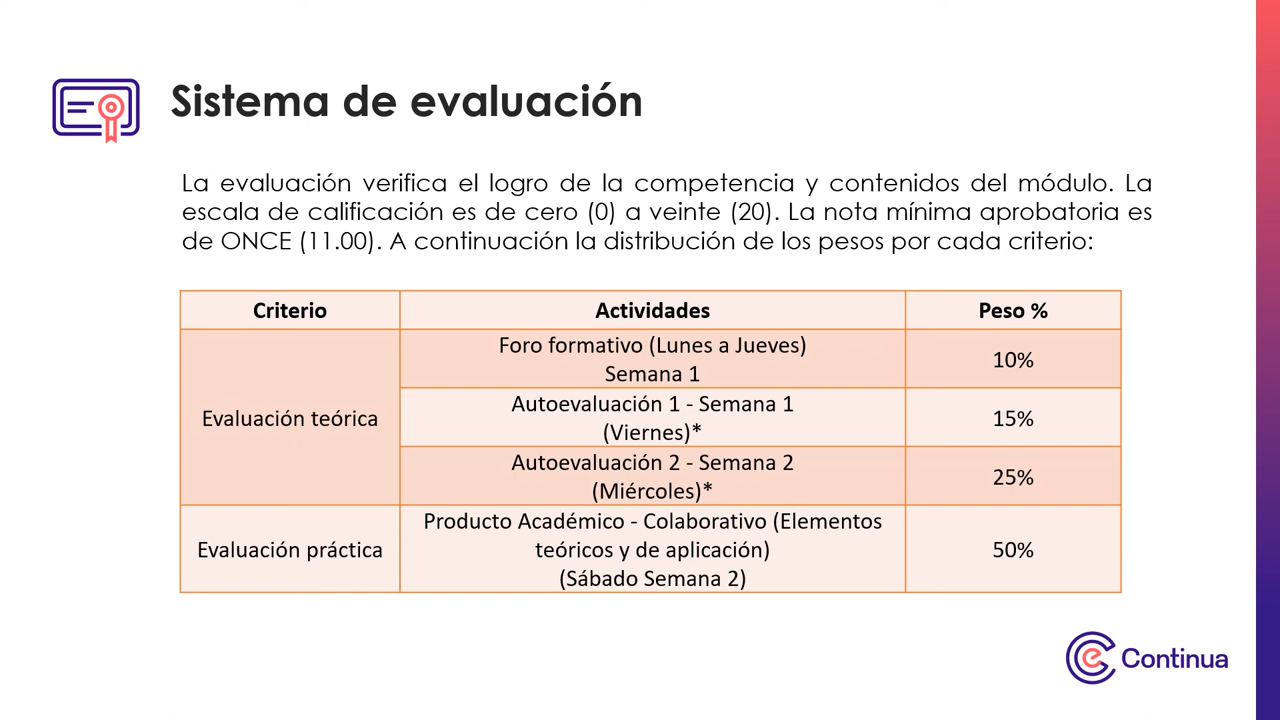 Sistema de evaluación
La evaluación verifica el logro de la competencia y contenidos del módulo. La
escala de calificación es de cero (0) a veinte (20). La nota mínima aprobatoria es
de ONCE (11.00). A continuación la distribución de los pesos por cada criterio:
Criterio Actividades Peso %
Evaluación teórica
Foro formativo (Lunes a Jueves)
Semana 1
10%
Autoevaluación 1 - Semana 1
(Viernes)*
15%
Autoevaluación 2 - Semana 2
(Miércoles)*
25%
Evaluación práctica
Producto Académico - Colaborativo (Elementos
teóricos y de aplicación)
(Sábado Semana 2)
50%
Continua